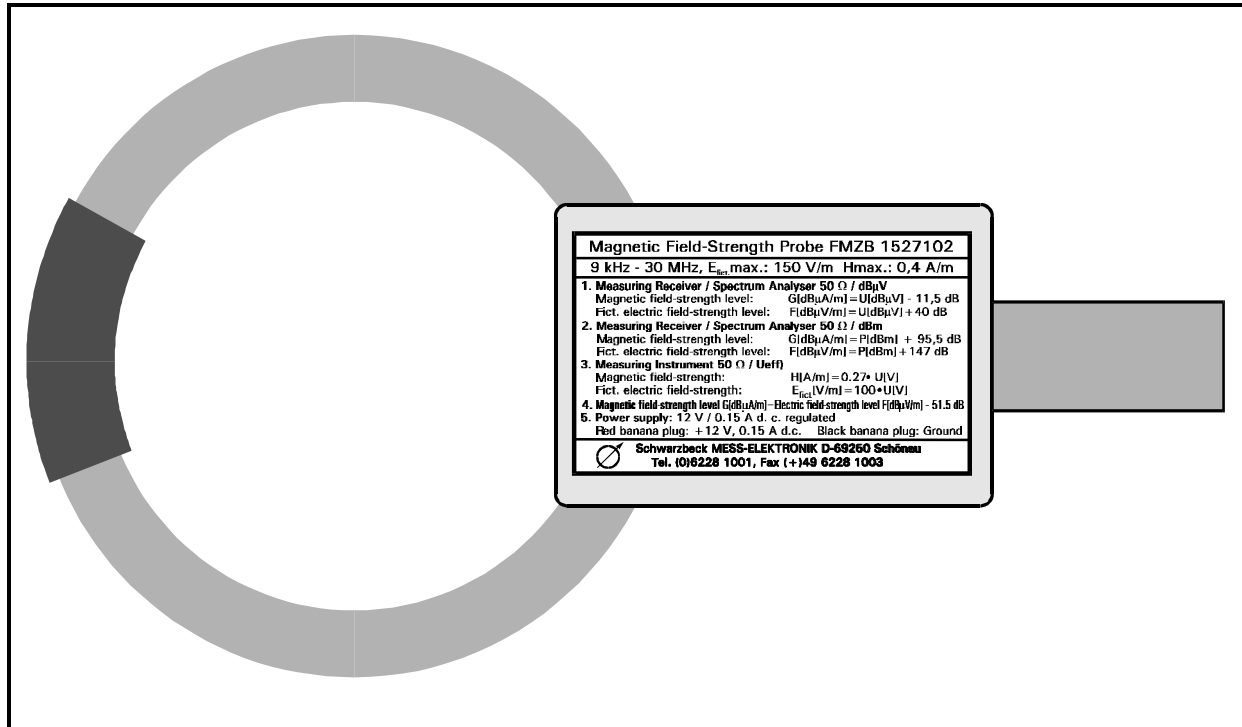 Magnetic Field-Strength Probe FMZB 1527102
9 kHz - 30 MHz, Efict.max.: 150 V/m Hmax.: 0,4 A/m
1. Measuring Receiver / Spectrum Analyser 50 Ω / dBµV
Magnetic field-strength level: G[dBµA/m]=U[dBµV] - 11,5 dB
Fict. electric field-strength level: F[dBµV/m]=U[dBµV]+40 dB
2. Measuring Receiver / Spectrum Analyser 50 Ω / dBm
Magnetic field-strength level: G[dBµA/m]=P[dBm] + 95,5 dB
Fict. electric field-strength level: F[dBµV/m]=P[dBm]+147 dB
3. Measuring Instrument 50 Ω / Ueff)
Magnetic field-strength: H[A/m]=0.27• U[V]
Fict. electric field-strength: Efict.[V/m]=100•U[V]
4. Magnetic field-strength level G[dBµA/m]=Electric field-strength level F[dBµV/m] - 51.5 dB
5. Power supply: 12 V / 0.15 A d. c. regulated
Red banana plug: +12 V, 0.15 A d.c. Black banana plug: Ground
Schwarzbeck MESS-ELEKTRONIK D-69250 Schönau
Tel. (0)6228 1001, Fax (+)49 6228 1003